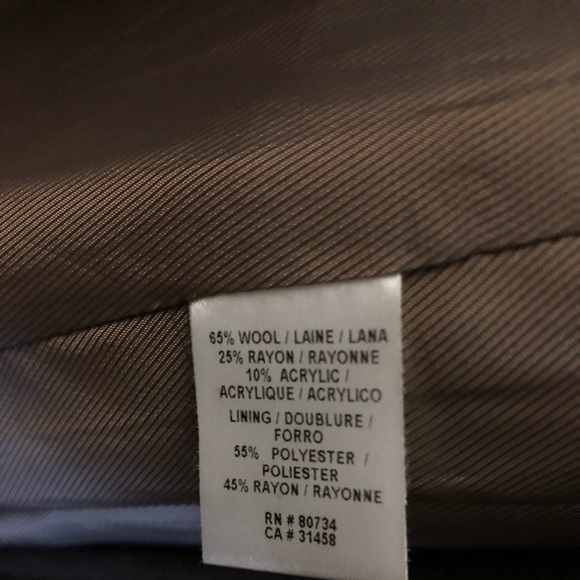 65% WOOL / LAINE / LANA
25% RAYON / RAYONNE
10% ACRYLIC /
ACRYLIQUE / ACRYLICO
LINING / DOUBLURE /
FORRO
55% POLYESTER /
POLIESTER
45% RAYON / RAYONNE
RN # 80734
CA # 31458